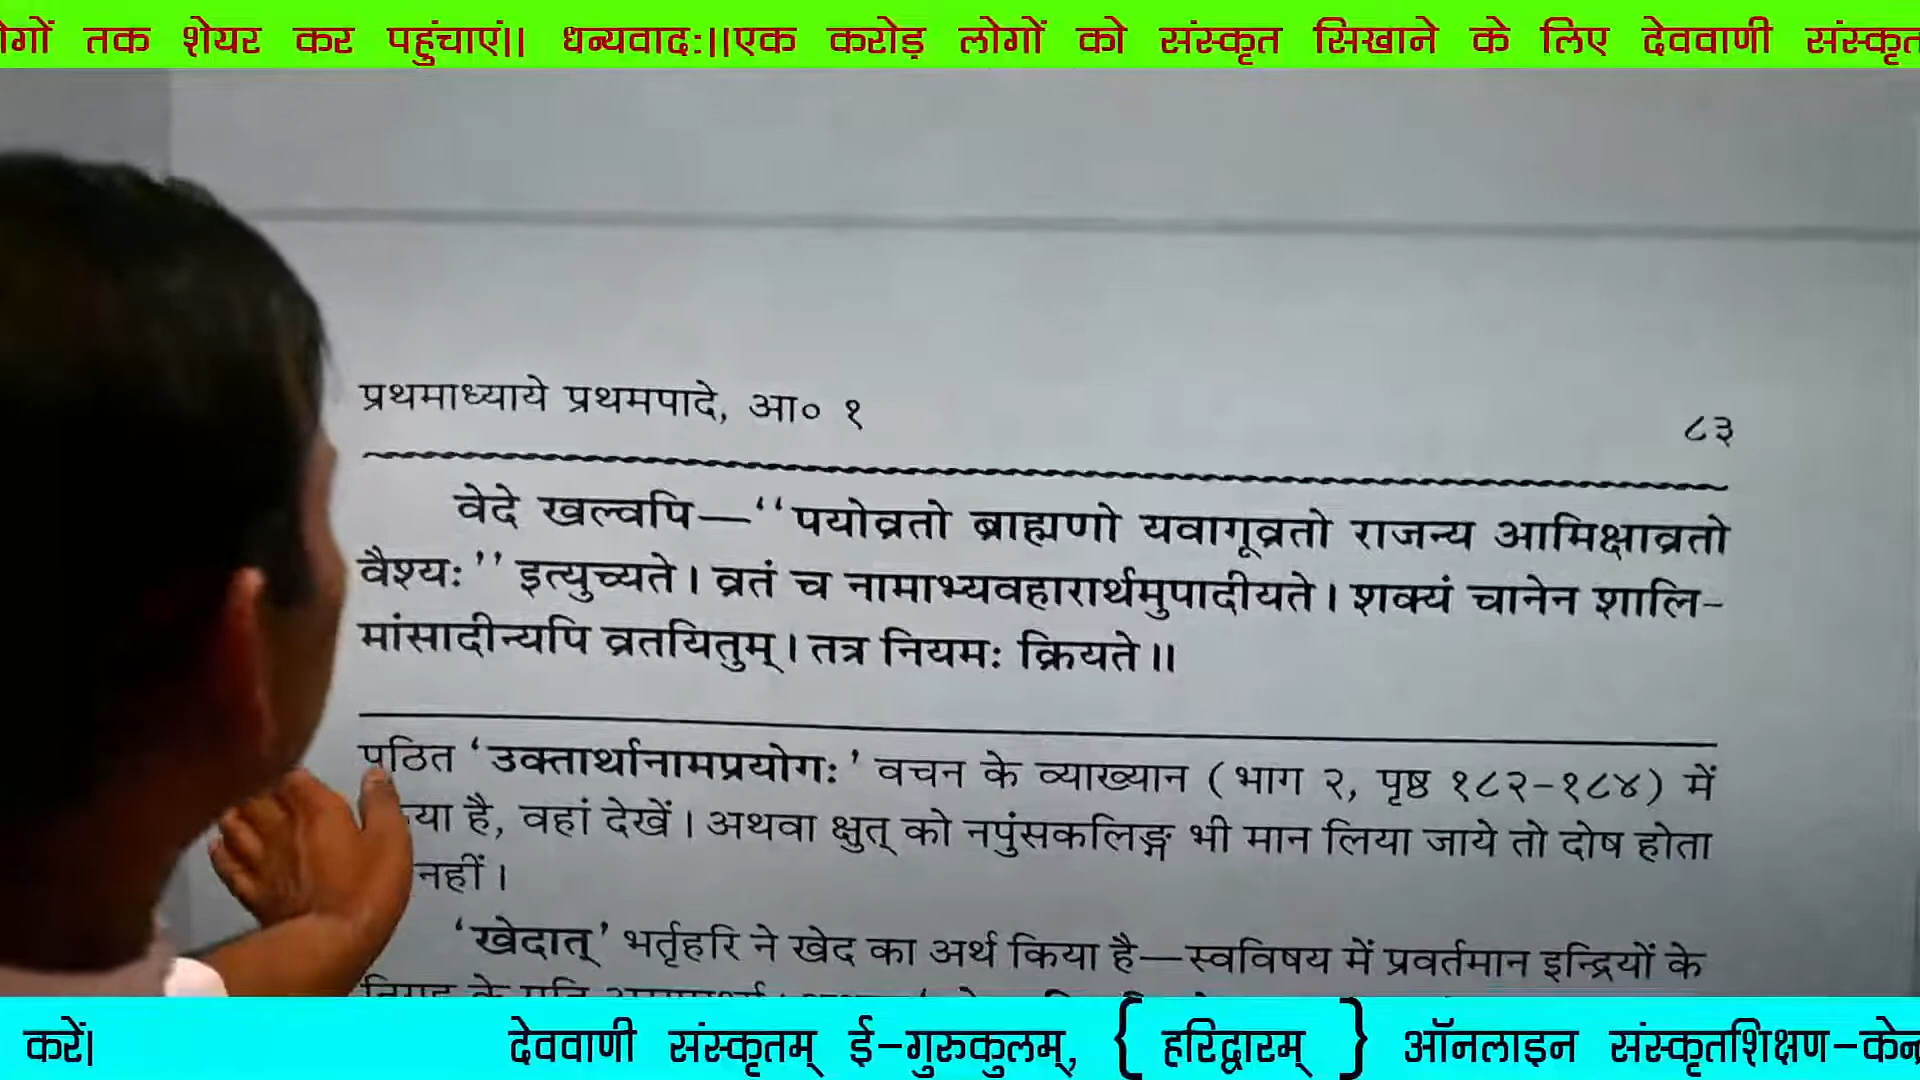 तक शेयर कर पहुंचाएं।। धन्यवादः।।एक करोड़ लोगों को संस्कृत सिखाने के लिए देववाणी
प्रथमाध्याये प्रथमपादे, आ० १ ८३
वेदे खल्वपि—“पयोव्रतो ब्राह्मणो यवागूव्रतो राजन्य आमिक्षाव्रतो
वैश्यः” इत्युच्यते। व्रतं च नामाभ्यवहारार्थमुपादीयते। शक्यं चानेन शालि-
मांसादीन्यपि व्रतयितुम्। तत्र नियमः क्रियते॥
पठित ‘उक्तार्थानामप्रयोगः’ वचन के व्याख्यान (भाग २, पृष्ठ १८२-१८४) में
है, वहां देखें। अथवा क्षुत् को नपुंसकलिङ्ग भी मान लिया जाये तो दोष होता
नहीं।
‘खेदात्’ भर्तृहरि ने खेद का अर्थ किया है—स्वविषय में प्रवर्तमान इन्द्रियों के
करें। देववाणी संस्कृतम् ई-गुरुकुलम्, { हरिद्वारम् } ऑनलाइन